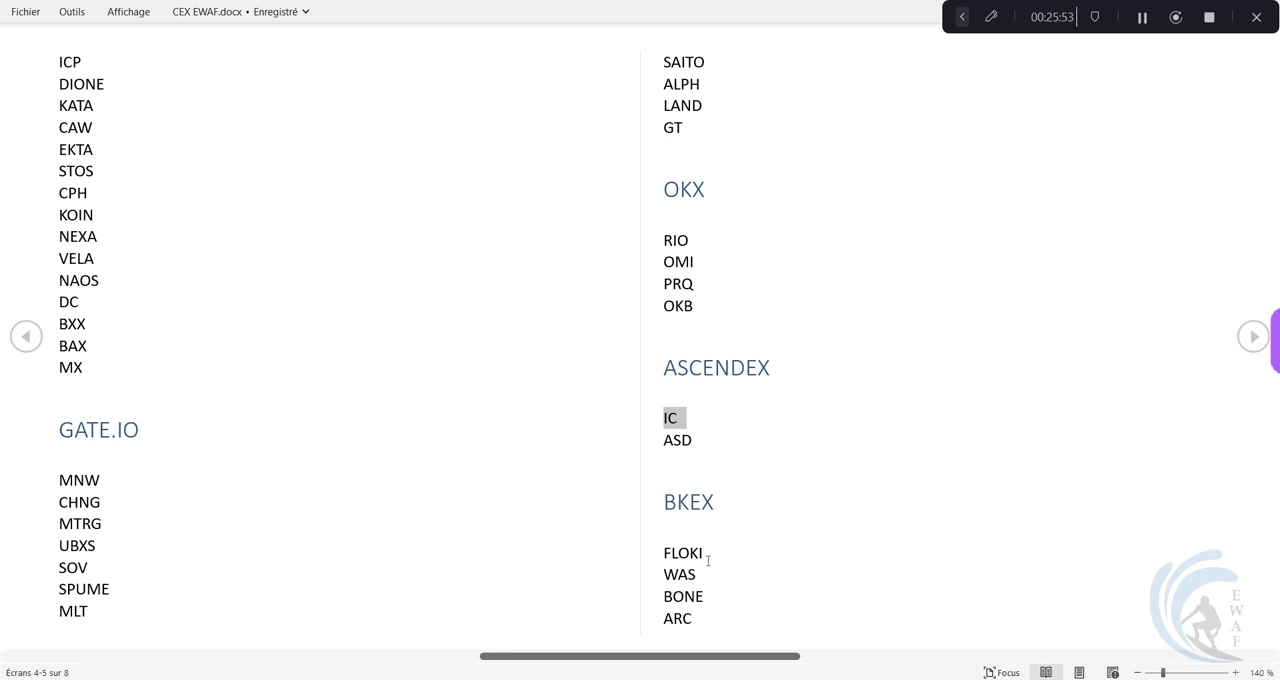 Fichier Outils Affichage CEX EWAF.docx • Enregistré
00:25:53
ICP
DIONE
KATA
CAW
EKTA
STOS
CPH
KOIN
NEXA
VELA
NAOS
DC
BXX
BAX
MX
GATE.IO
MNW
CHNG
MTRG
UBXS
SOV
SPUME
MLT
SAITO
ALPH
LAND
GT
OKX
RIO
OMI
PRQ
OKB
ASCENDEX
IC
ASD
BKEX
FLOKI
WAS
BONE
ARC
E
W
A
F
Écrans 4-5 sur 8
Focus
140 %